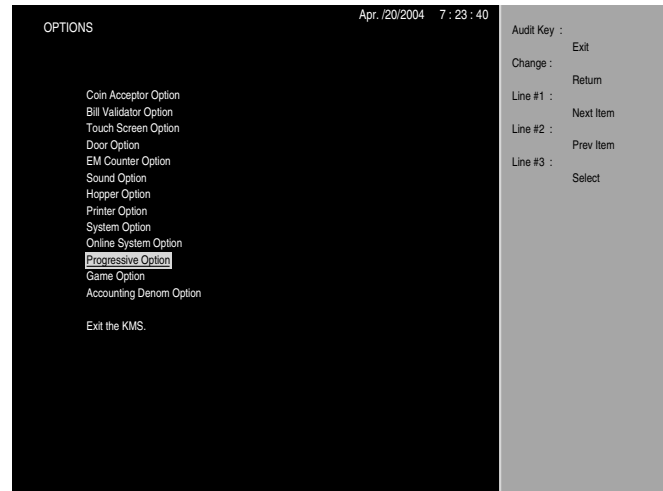 Apr. /20/2004 7 : 23 : 40
OPTIONS
Coin Acceptor Option
Bill Validator Option
Touch Screen Option
Door Option
EM Counter Option
Sound Option
Hopper Option
Printer Option
System Option
Online System Option
Progressive Option
Game Option
Accounting Denom Option
Exit the KMS.
Audit Key :
Exit
Change :
Return
Line #1 :
Next Item
Line #2 :
Prev Item
Line #3 :
Select